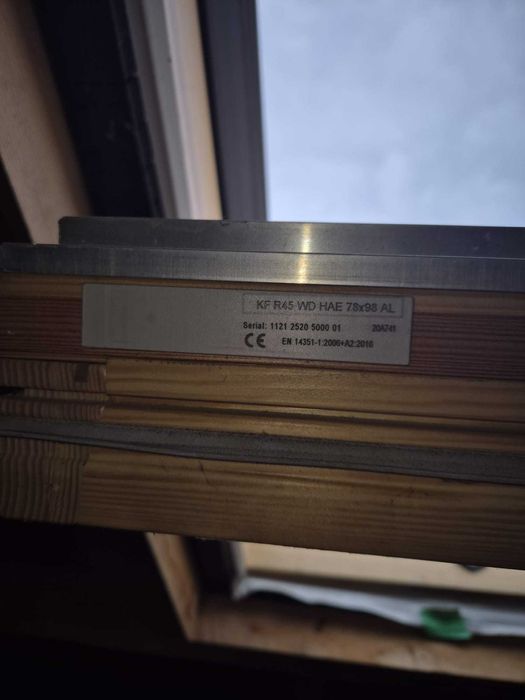 KF R45 WD HAE 78x98 AL
Serial: 1121 2520 5000 01 20A741
CE EN 14351-1:2006+A2:2016